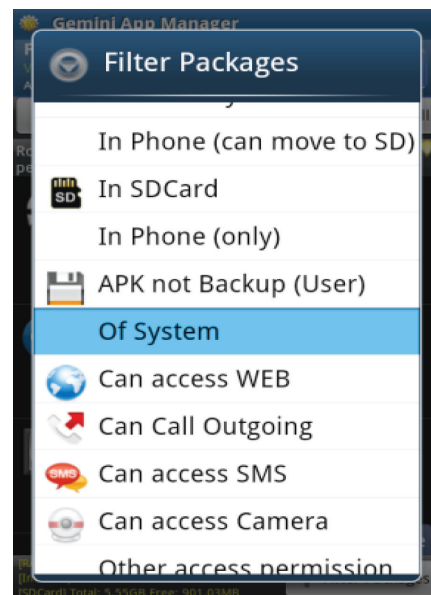 Gemini App Manager
Filter Packages
In Phone (can move to SD)
SD
In SDCard
In Phone (only)
APK not Backup (User)
Of System
Can access WEB
Can Call Outgoing
SMS
Can access SMS
Can access Camera
Other access permission
[SDCard] Total: 5.55GB Free: 901.03MB